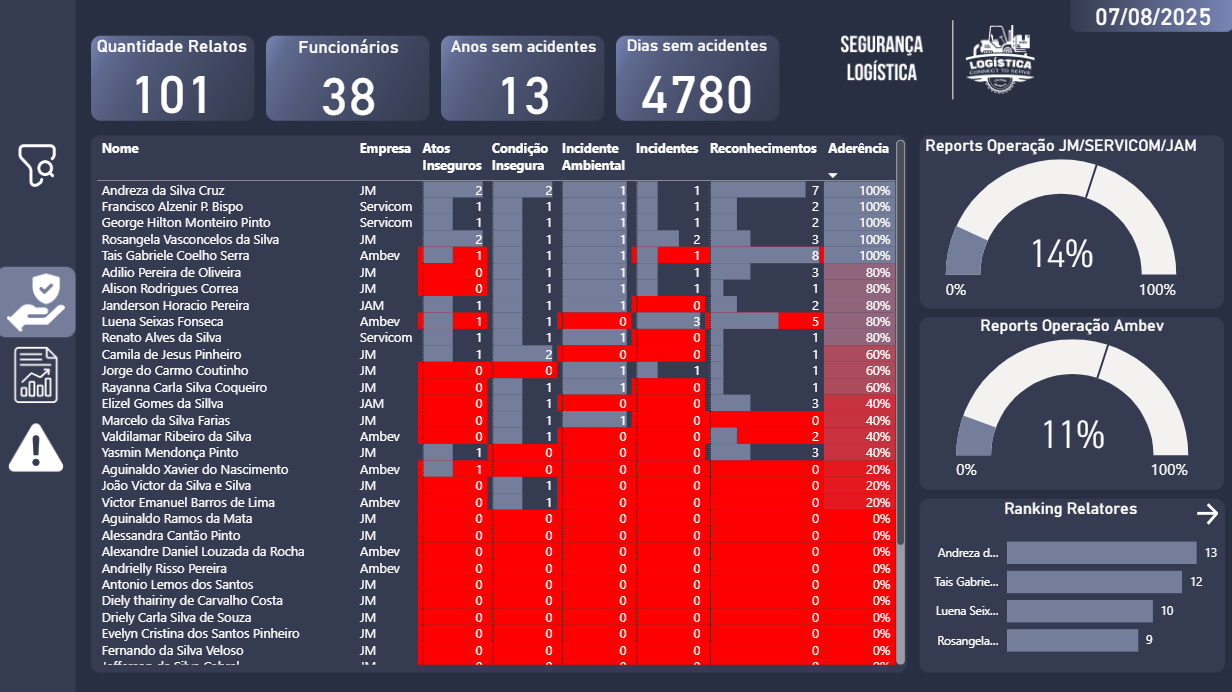 07/08/2025
Quantidade Relatos
101
Funcionários
38
Anos sem acidentes
13
Dias sem acidentes
4780
SEGURANÇA
LOGÍSTICA
LOGÍSTICA
CONNECT TO SERVE
Nome Empresa Atos Inseguros Condição Insegura Incidente Ambiental Incidentes Reconhecimentos Aderência
Andreza da Silva Cruz JM 2 2 1 1 7 100%
Francisco Alzenir P. Bispo Servicom 1 1 1 1 2 100%
George Hilton Monteiro Pinto Servicom 1 1 1 1 2 100%
Rosangela Vasconcelos da Silva JM 2 1 1 2 3 100%
Tais Gabriele Coelho Serra Ambev 1 1 1 1 8 100%
Adilio Pereira de Oliveira JM 0 1 1 1 3 80%
Alison Rodrigues Correa JM 0 1 1 1 1 80%
Janderson Horacio Pereira JAM 1 1 1 0 2 80%
Luena Seixas Fonseca Ambev 1 1 0 3 5 80%
Renato Alves da Silva Servicom 1 1 1 0 1 80%
Camila de Jesus Pinheiro JM 1 2 0 0 1 60%
Jorge do Carmo Coutinho JM 0 0 1 1 1 60%
Rayanna Carla Silva Coqueiro JM 0 1 1 0 1 60%
Elizel Gomes da Sillva JAM 0 1 0 0 3 40%
Marcelo da Silva Farias JM 0 1 1 0 0 40%
Valdilamar Ribeiro da Silva Ambev 0 1 0 0 2 40%
Yasmin Mendonça Pinto JM 1 0 0 0 3 40%
Aguinaldo Xavier do Nascimento Ambev 1 0 0 0 0 20%
João Victor da Silva e Silva JM 0 1 0 0 0 20%
Victor Emanuel Barros de Lima Ambev 0 1 0 0 0 20%
Aguinaldo Ramos da Mata JM 0 0 0 0 0 0%
Alessandra Cantão Pinto JM 0 0 0 0 0 0%
Alexandre Daniel Louzada da Rocha Ambev 0 0 0 0 0 0%
Andrielly Risso Pereira Ambev 0 0 0 0 0 0%
Antonio Lemos dos Santos JM 0 0 0 0 0 0%
Diely thairiny de Carvalho Costa JM 0 0 0 0 0 0%
Driely Carla Silva de Souza JM 0 0 0 0 0 0%
Evelyn Cristina dos Santos Pinheiro JM 0 0 0 0 0 0%
Fernando da Silva Veloso JM 0 0 0 0 0 0%
Reports Operação JM/SERVICOM/JAM
14%
0% 100%
Reports Operação Ambev
11%
0% 100%
Ranking Relatores
Andreza d... 13
Tais Gabrie... 12
Luena Seix... 10
Rosangela... 9